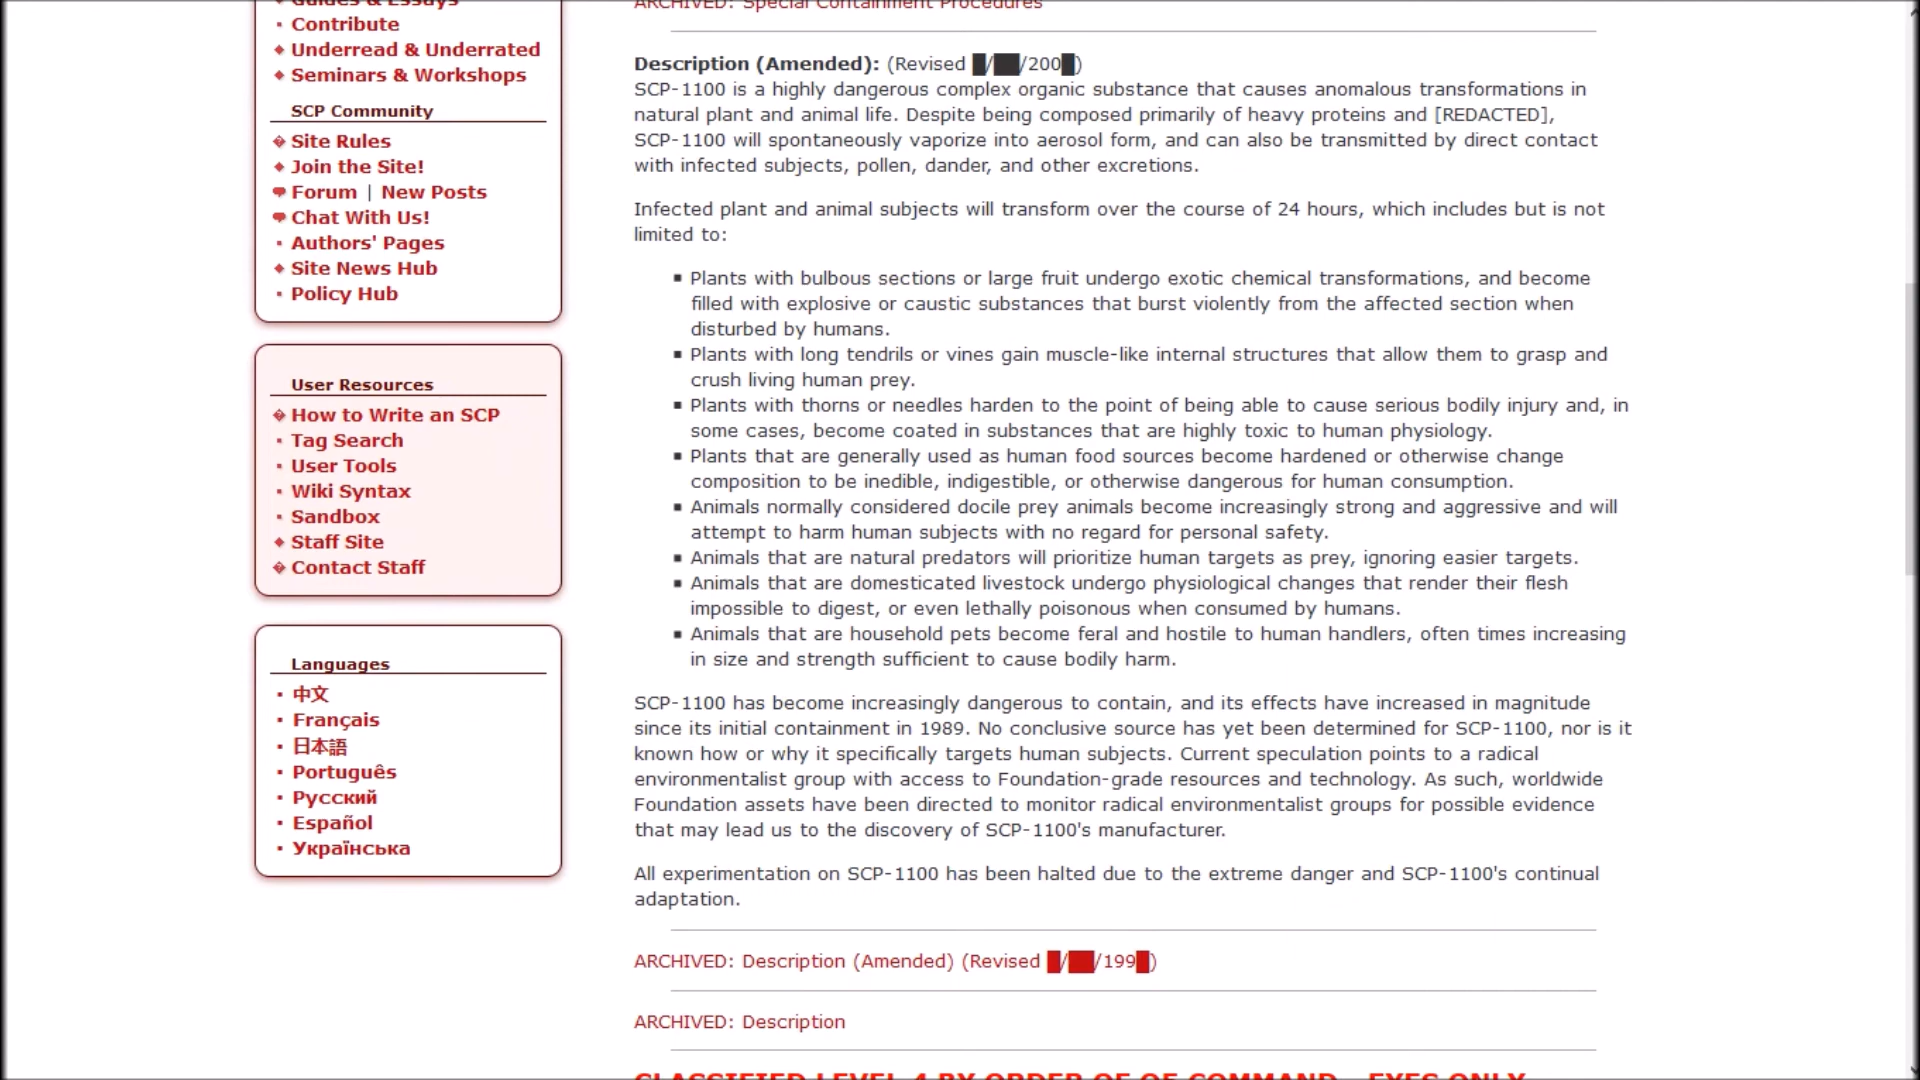 Guides & Essays
Contribute
Underread & Underrated
Seminars & Workshops
SCP Community
Site Rules
Join the Site!
Forum | New Posts
Chat With Us!
Authors' Pages
Site News Hub
Policy Hub
User Resources
How to Write an SCP
Tag Search
User Tools
Wiki Syntax
Sandbox
Staff Site
Contact Staff
Languages
中文
Français
日本語
Português
Русский
Español
Українська
ARCHIVED: Special Containment Procedures
Description (Amended): (Revised █/██/200█)
SCP-1100 is a highly dangerous complex organic substance that causes anomalous transformations in
natural plant and animal life. Despite being composed primarily of heavy proteins and [REDACTED],
SCP-1100 will spontaneously vaporize into aerosol form, and can also be transmitted by direct contact
with infected subjects, pollen, dander, and other excretions.
Infected plant and animal subjects will transform over the course of 24 hours, which includes but is not
limited to:
Plants with bulbous sections or large fruit undergo exotic chemical transformations, and become
filled with explosive or caustic substances that burst violently from the affected section when
disturbed by humans.
Plants with long tendrils or vines gain muscle-like internal structures that allow them to grasp and
crush living human prey.
Plants with thorns or needles harden to the point of being able to cause serious bodily injury and, in
some cases, become coated in substances that are highly toxic to human physiology.
Plants that are generally used as human food sources become hardened or otherwise change
composition to be inedible, indigestible, or otherwise dangerous for human consumption.
Animals normally considered docile prey animals become increasingly strong and aggressive and will
attempt to harm human subjects with no regard for personal safety.
Animals that are natural predators will prioritize human targets as prey, ignoring easier targets.
Animals that are domesticated livestock undergo physiological changes that render their flesh
impossible to digest, or even lethally poisonous when consumed by humans.
Animals that are household pets become feral and hostile to human handlers, often times increasing
in size and strength sufficient to cause bodily harm.
SCP-1100 has become increasingly dangerous to contain, and its effects have increased in magnitude
since its initial containment in 1989. No conclusive source has yet been determined for SCP-1100, nor is it
known how or why it specifically targets human subjects. Current speculation points to a radical
environmentalist group with access to Foundation-grade resources and technology. As such, worldwide
Foundation assets have been directed to monitor radical environmentalist groups for possible evidence
that may lead us to the discovery of SCP-1100's manufacturer.
All experimentation on SCP-1100 has been halted due to the extreme danger and SCP-1100's continual
adaptation.
ARCHIVED: Description (Amended) (Revised █/██/199█)
ARCHIVED: Description
CLASSIFIED LEVEL 4 BY ORDER OF O5 COMMAND - EYES ONLY